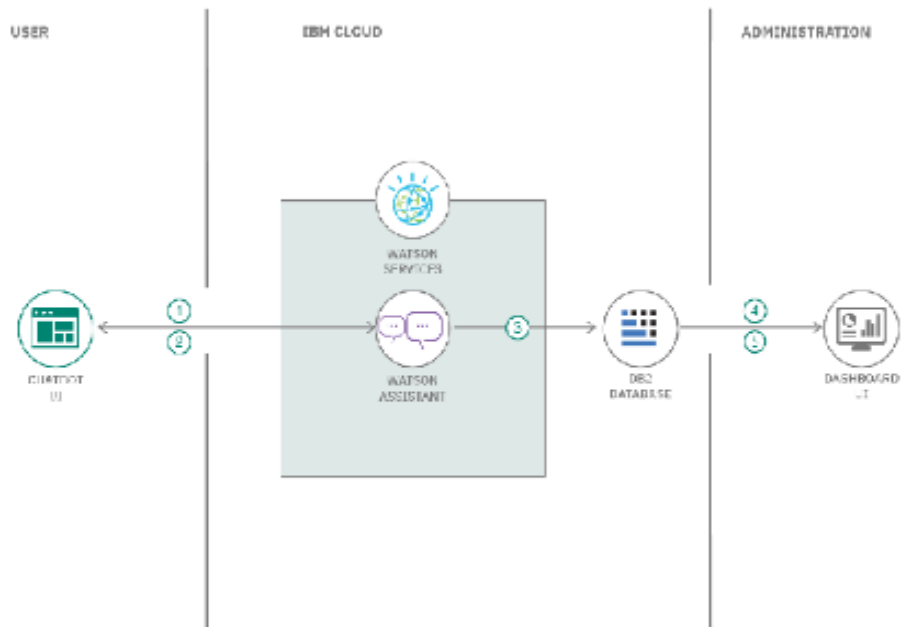 USER
IBM CLOUD
ADMINISTRATION
WATSON
SERVICES
1
2
3
4
5
CHATBOT
UI
WATSON
ASSISTANT
DB2
DATABASE
DASHBOARD
UI